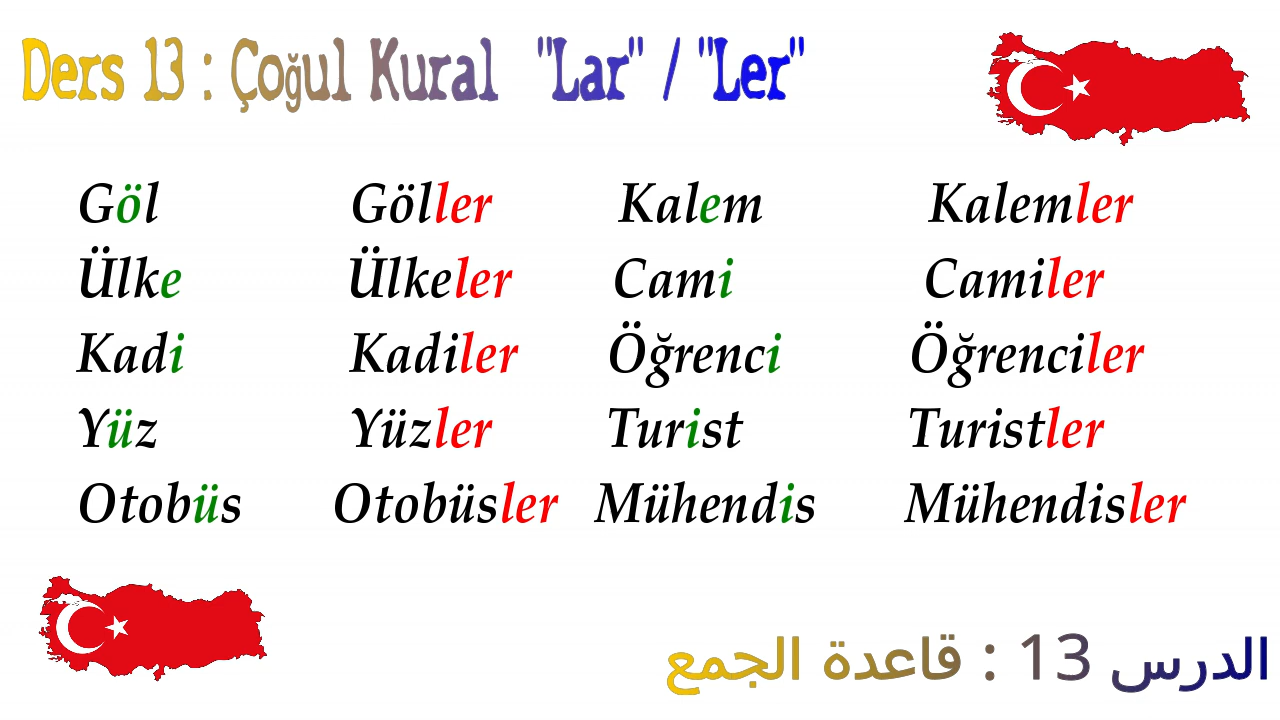 Ders 13 : Çoğul Kural "Lar" / "Ler"
Göl Göller Kalem Kalemler
Ülke Ülkeler Cami Camiler
Kadi Kadiler Öğrenci Öğrenciler
Yüz Yüzler Turist Turistler
Otobüs Otobüsler Mühendis Mühendisler
الدرس 13 : قاعدة الجمع